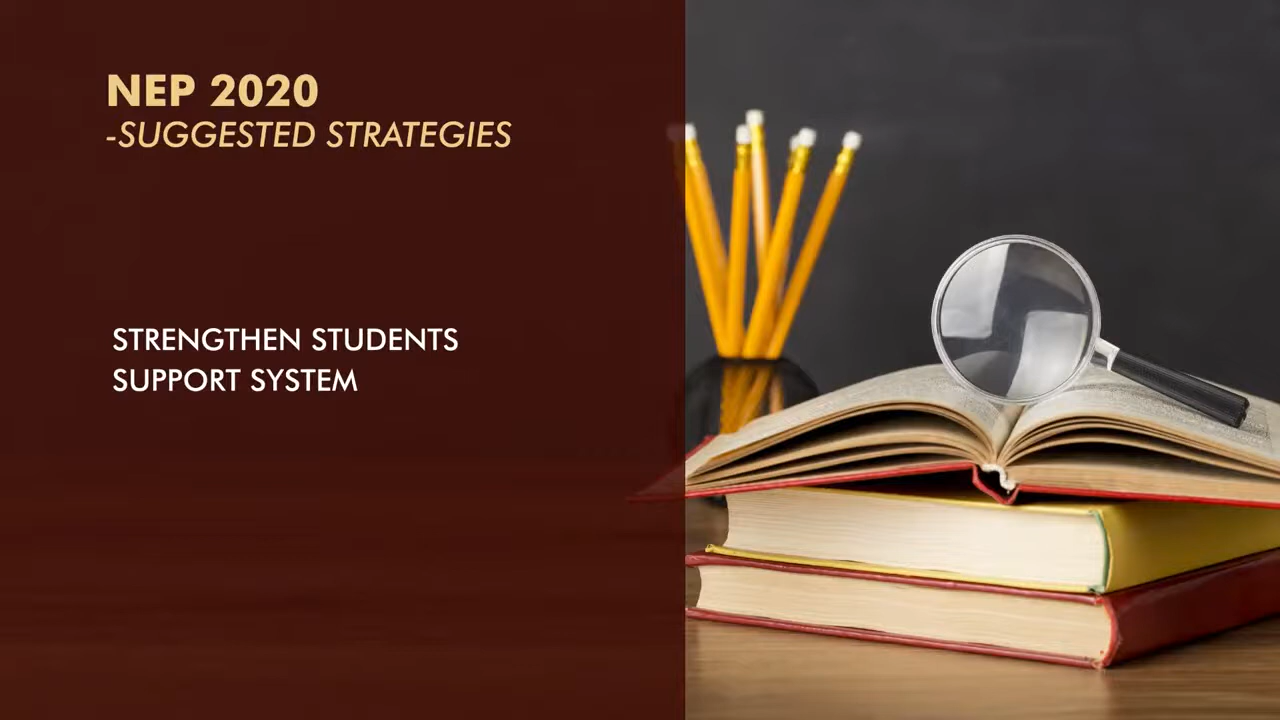 NEP 2020
-SUGGESTED STRATEGIES
STRENGTHEN STUDENTS
SUPPORT SYSTEM